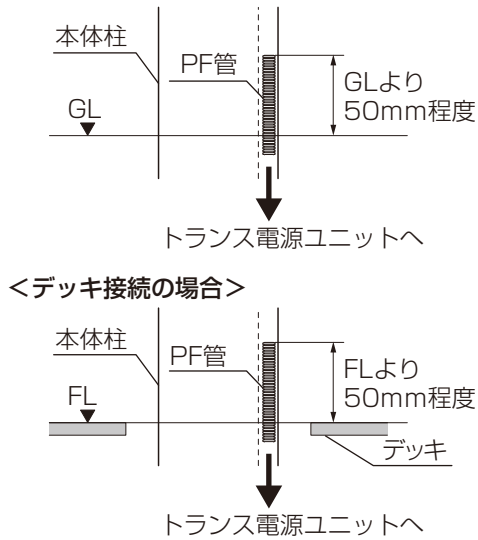 本体柱
PF管
GLより
50mm程度
GL
トランス電源ユニットへ
＜デッキ接続の場合＞
本体柱
PF管
FLより
50mm程度
FL
デッキ
トランス電源ユニットへ